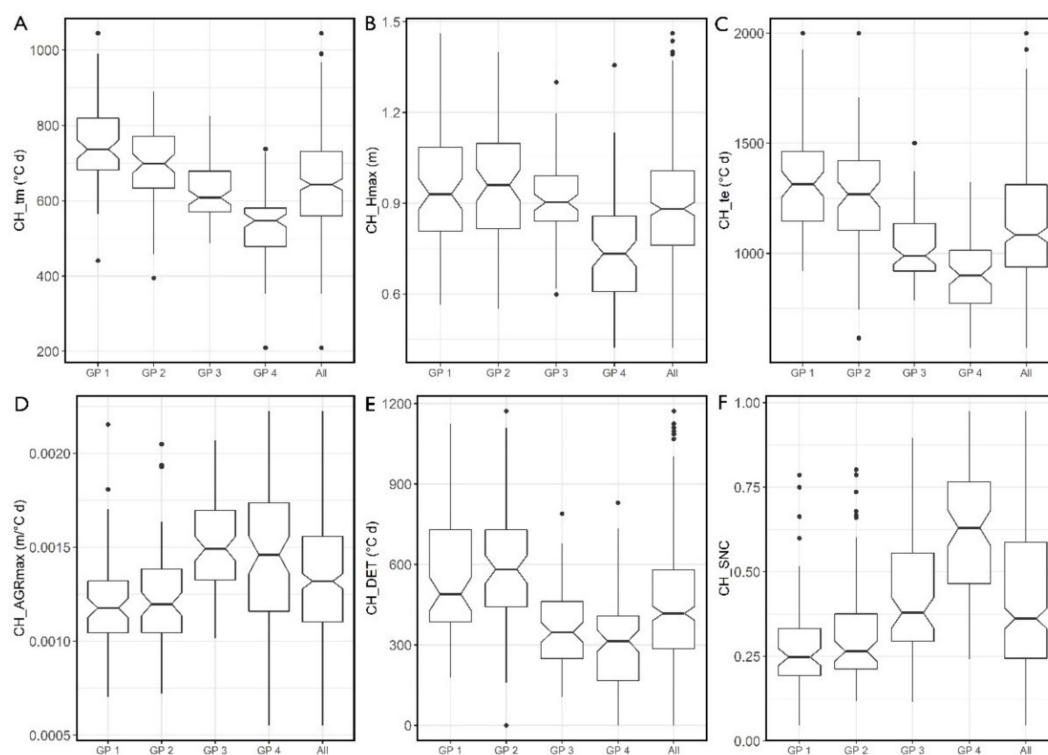 A
CH_tm (°C d)
1000
800
600
400
200
GP 1 GP 2 GP 3 GP 4 All
B
CH_Hmax (m)
1.5
1.2
0.9
0.6
GP 1 GP 2 GP 3 GP 4 All
C
CH_te (°C d)
2000
1500
1000
GP 1 GP 2 GP 3 GP 4 All
D
CH_AGRmax (m/°C d)
0.0020
0.0015
0.0010
0.0005
GP 1 GP 2 GP 3 GP 4 All
E
CH_DET (°C d)
1200
900
600
300
0
GP 1 GP 2 GP 3 GP 4 All
F
CH_SNC
1.00
0.75
0.50
0.25
0.00
GP 1 GP 2 GP 3 GP 4 All